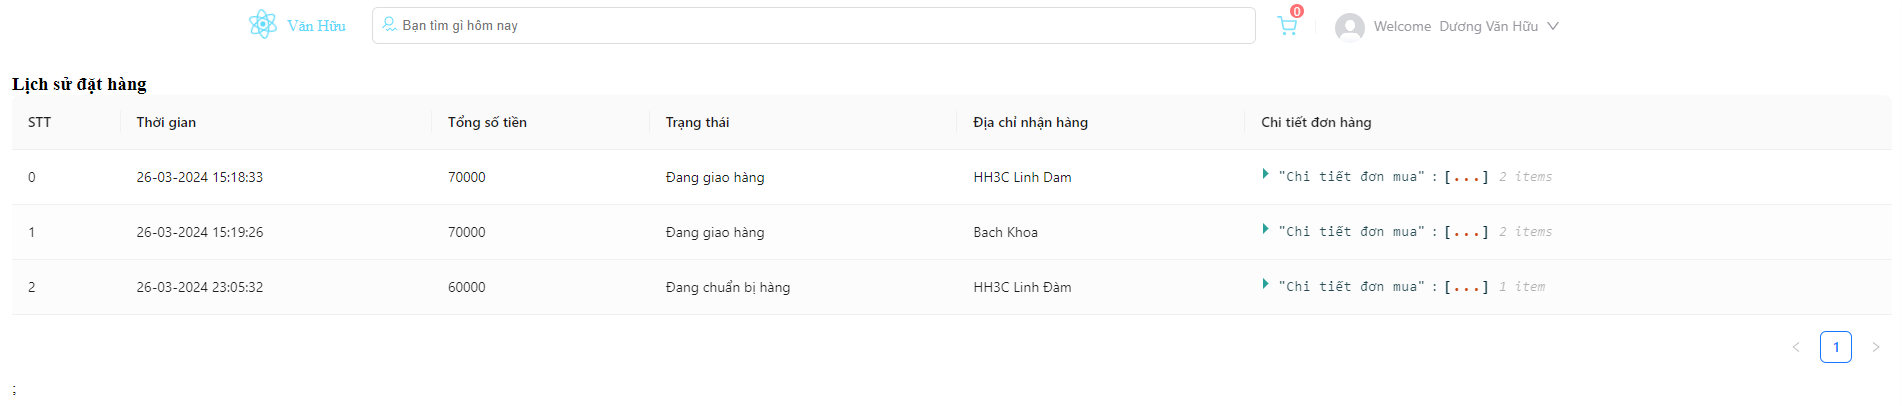 Văn Hữu Bạn tìm gì hôm nay 0 Welcome Dương Văn Hữu
Lịch sử đặt hàng
STT Thời gian Tổng số tiền Trạng thái Địa chỉ nhận hàng Chi tiết đơn hàng
0 26-03-2024 15:18:33 70000 Đang giao hàng HH3C Linh Dam "Chi tiết đơn mua" : [...] 2 items
1 26-03-2024 15:19:26 70000 Đang giao hàng Bach Khoa "Chi tiết đơn mua" : [...] 2 items
2 26-03-2024 23:05:32 60000 Đang chuẩn bị hàng HH3C Linh Đàm "Chi tiết đơn mua" : [...] 1 item
< 1 >
;